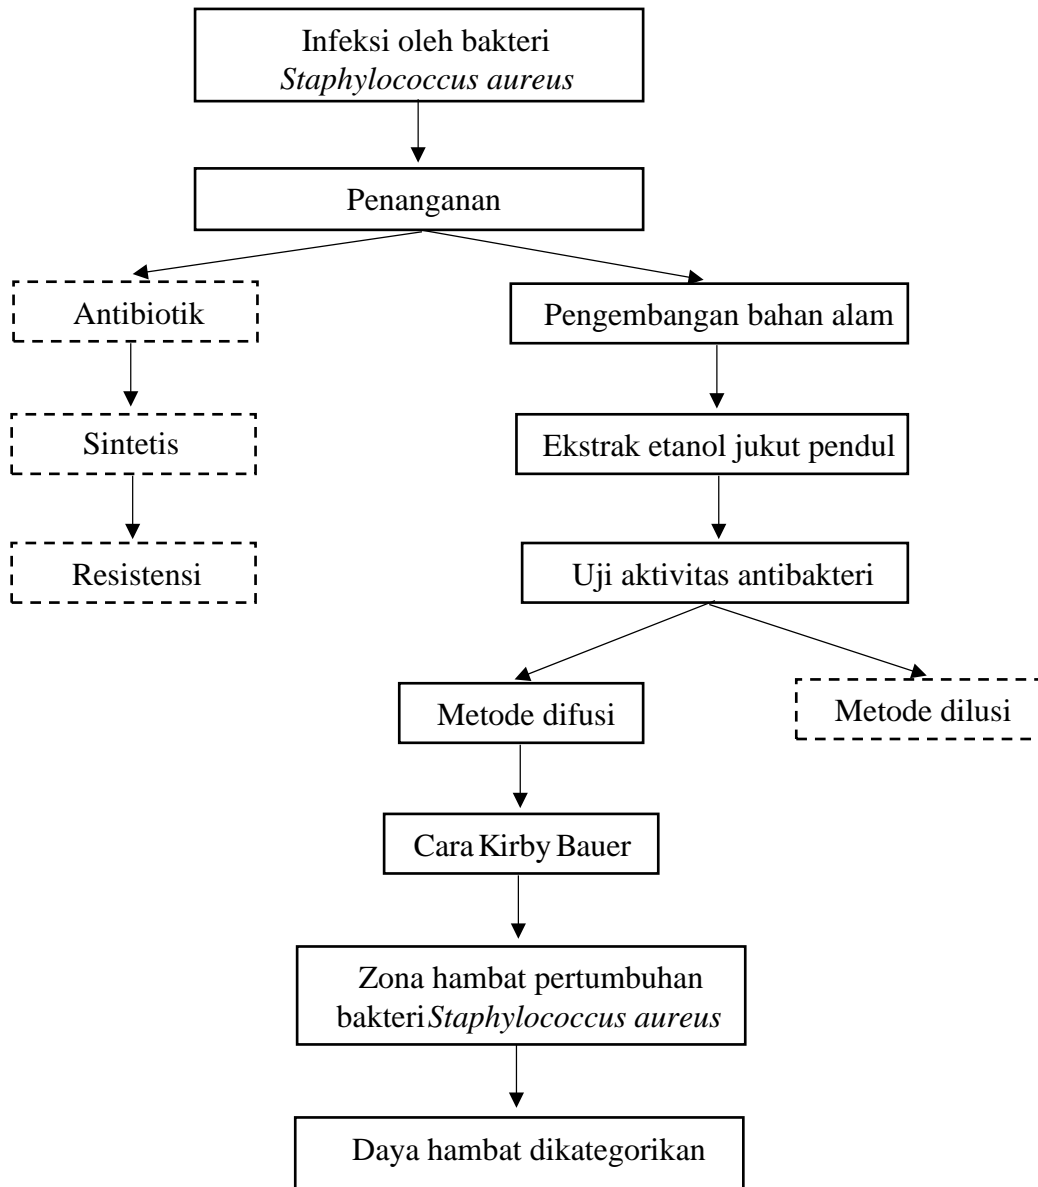 Infeksi oleh bakteri
Staphylococcus aureus
Penanganan
Antibiotik
Pengembangan bahan alam
Sintetis
Ekstrak etanol jukut pendul
Resistensi
Uji aktivitas antibakteri
Metode difusi
Metode dilusi
Cara Kirby Bauer
Zona hambat pertumbuhan
bakteri Staphylococcus aureus
Daya hambat dikategorikan